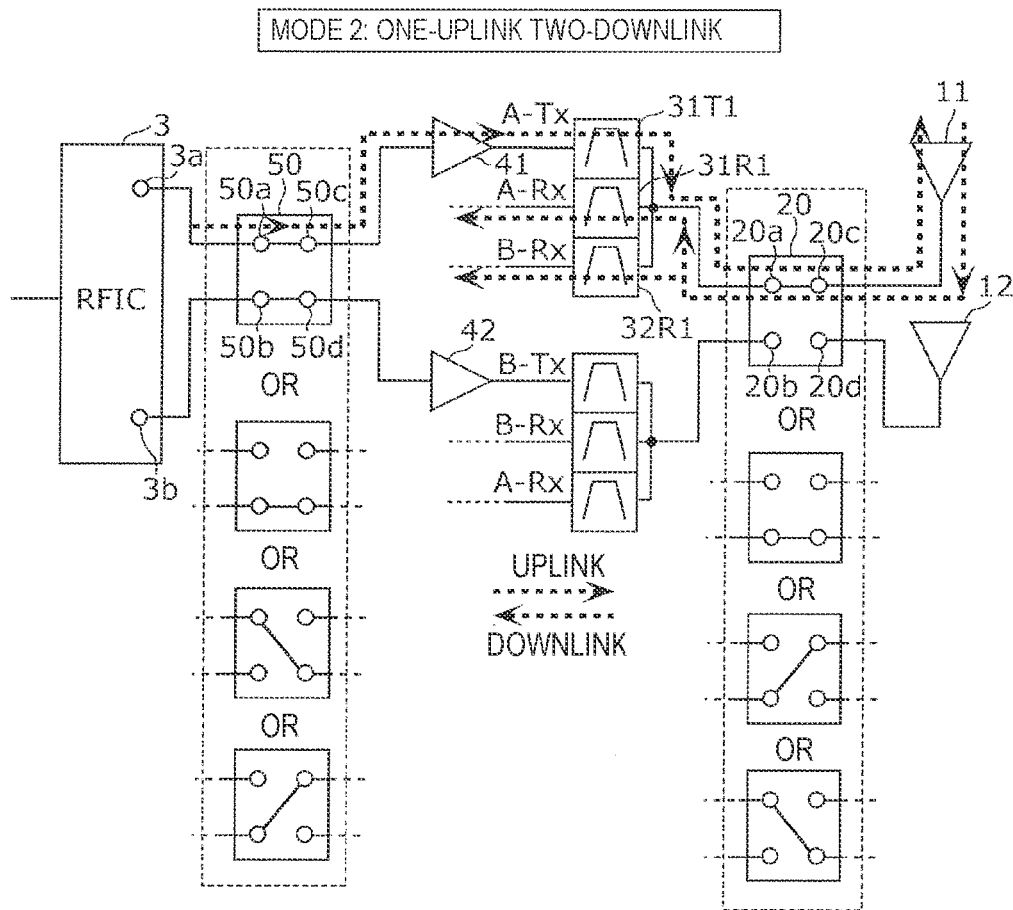 MODE 2: ONE-UPLINK TWO-DOWNLINK
3
3a
RFIC
3b
50
50a
50c
50b
50d
OR
OR
OR
A-Tx
41
A-Rx
B-Rx
31T1
31R1
32R1
42
B-Tx
B-Rx
A-Rx
UPLINK
DOWNLINK
11
20
20a
20c
12
20b
20d
OR
OR
OR